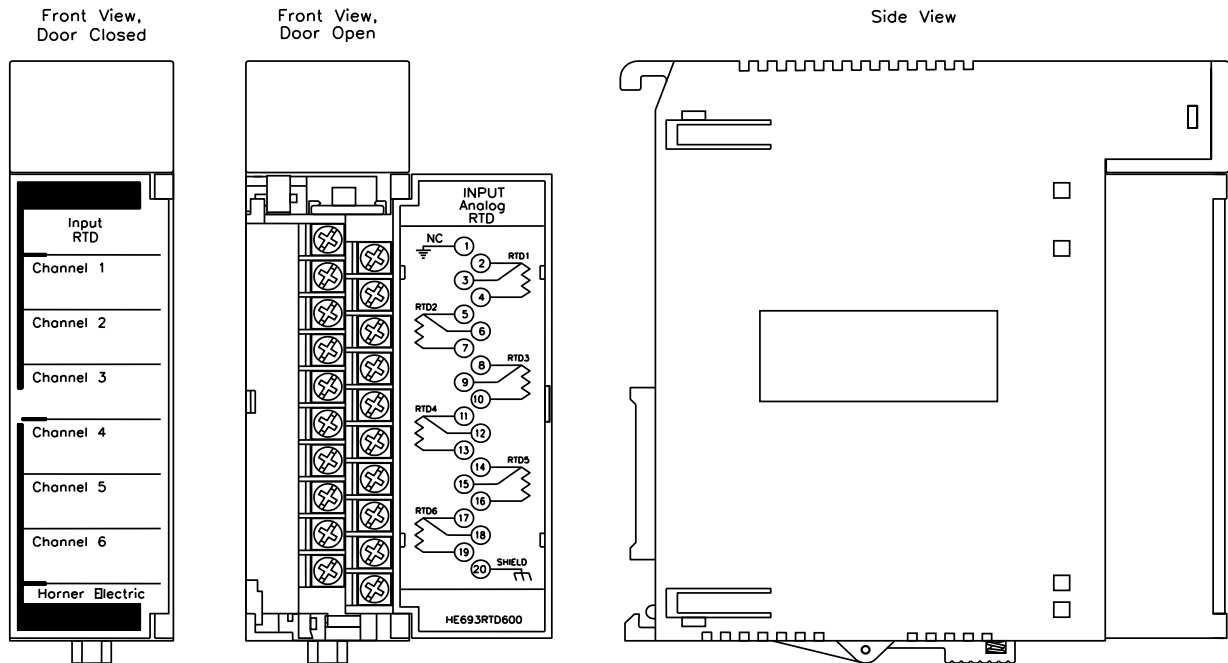 Front View,
Door Closed
Front View,
Door Open
Side View
Input
RTD
Channel 1
Channel 2
Channel 3
Channel 4
Channel 5
Channel 6
Horner Electric
INPUT
Analog
RTD
NC 1
2 RTD1
3
4
RTD2 5
6
7
8 RTD3
9
10
RTD4 11
12
13
14 RTD5
15
16
RTD6 17
18
19
20 SHIELD
HE693RTD600